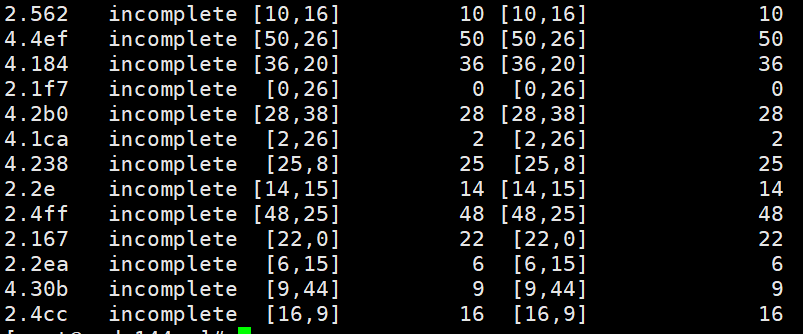 2.562 incomplete [10,16] 10 [10,16] 10
4.4ef incomplete [50,26] 50 [50,26] 50
4.184 incomplete [36,20] 36 [36,20] 36
2.1f7 incomplete [0,26] 0 [0,26] 0
4.2b0 incomplete [28,38] 28 [28,38] 28
4.1ca incomplete [2,26] 2 [2,26] 2
4.238 incomplete [25,8] 25 [25,8] 25
2.2e incomplete [14,15] 14 [14,15] 14
2.4ff incomplete [48,25] 48 [48,25] 48
2.167 incomplete [22,0] 22 [22,0] 22
2.2ea incomplete [6,15] 6 [6,15] 6
4.30b incomplete [9,44] 9 [9,44] 9
2.4cc incomplete [16,9] 16 [16,9] 16